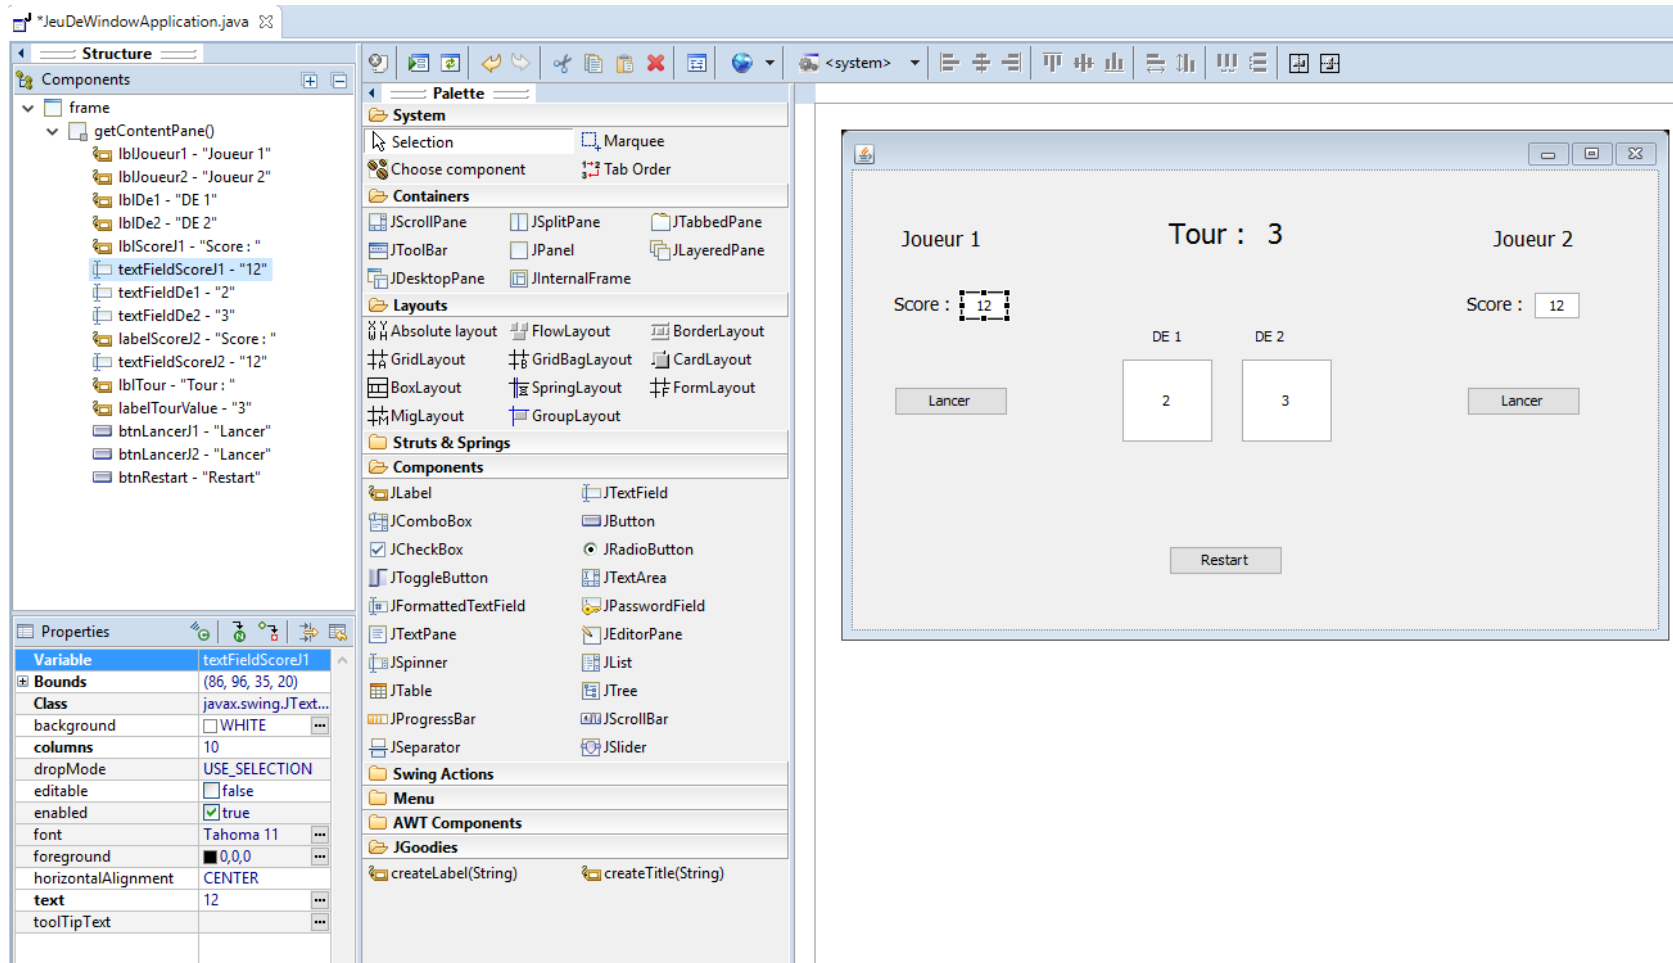 *JeuDeWindowApplication.java
Structure
Components
frame
getContentPane()
lblJoueur1 - "Joueur 1"
lblJoueur2 - "Joueur 2"
lblDe1 - "DE 1"
lblDe2 - "DE 2"
lblScoreJ1 - "Score : "
textFieldScoreJ1 - "12"
textFieldDe1 - "2"
textFieldDe2 - "3"
labelScoreJ2 - "Score : "
textFieldScoreJ2 - "12"
lblTour - "Tour : "
labelTourValue - "3"
btnLancerJ1 - "Lancer"
btnLancerJ2 - "Lancer"
btnRestart - "Restart"
Properties
Variable textFieldScoreJ1
Bounds (86, 96, 35, 20)
Class javax.swing.JText...
background WHITE
columns 10
dropMode USE_SELECTION
editable false
enabled true
font Tahoma 11
foreground 0,0,0
horizontalAlignment CENTER
text 12
toolTipText
<system>
Palette
System
Selection Marquee
Choose component Tab Order
Containers
JScrollPane JSplitPane JTabbedPane
JToolBar JPanel JLayeredPane
JDesktopPane JInternalFrame
Layouts
Absolute layout FlowLayout BorderLayout
GridLayout GridBagLayout CardLayout
BoxLayout SpringLayout FormLayout
MigLayout GroupLayout
Struts & Springs
Components
JLabel JTextField
JComboBox JButton
JCheckBox JRadioButton
JToggleButton JTextArea
JFormattedTextField JPasswordField
JTextPane JEditorPane
JSpinner JList
JTable JTree
JProgressBar JScrollBar
JSeparator JSlider
Swing Actions
Menu
AWT Components
JGoodies
createLabel(String) createTitle(String)
Joueur 1 Tour : 3 Joueur 2
Score : 12 Score : 12
DE 1 DE 2
Lancer 2 3 Lancer
Restart